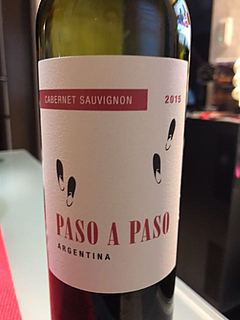 CABERNET SAUVIGNON 2015
PASO A PASO
ARGENTINA